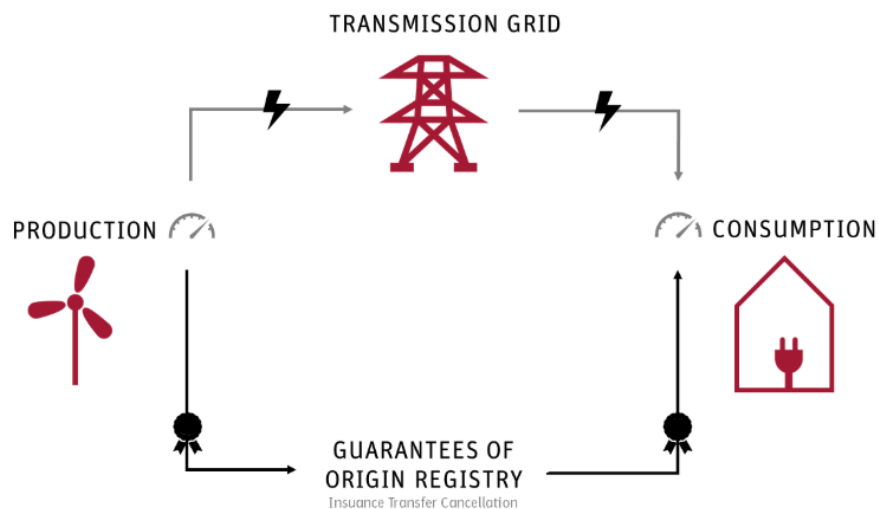 TRANSMISSION GRID
PRODUCTION
CONSUMPTION
GUARANTEES OF
ORIGIN REGISTRY
Insuance Transfer Cancellation